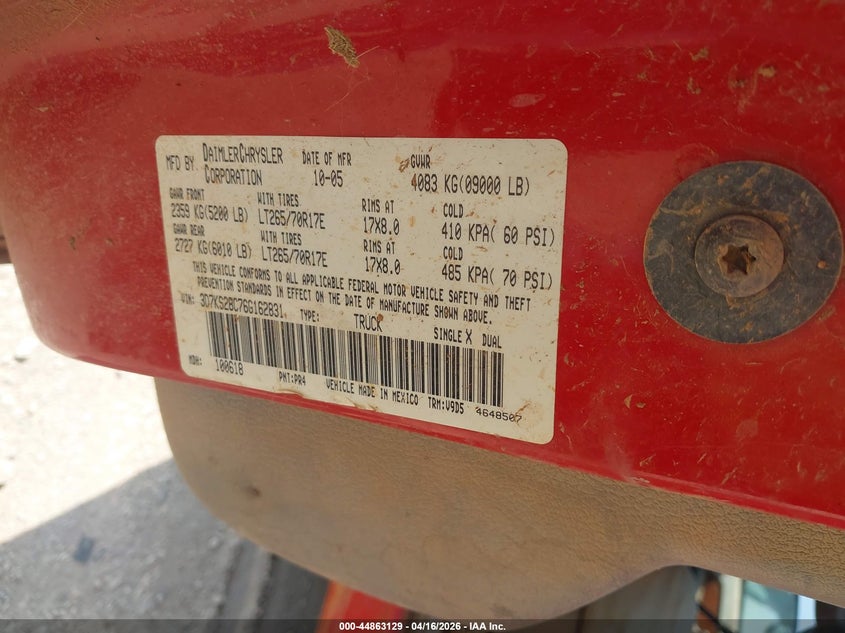 MFD BY DAIMLERCHRYSLER CORPORATION DATE OF MFR 10-05 GVWR 4083 KG(09000 LB)
GAWR FRONT WITH TIRES RIMS AT COLD
2359 KG(5200 LB) LT265/70R17E 17X8.0 410 KPA( 60 PSI)
GAWR REAR WITH TIRES RIMS AT COLD
2727 KG(6010 LB) LT265/70R17E 17X8.0 485 KPA( 70 PSI)
THIS VEHICLE CONFORMS TO ALL APPLICABLE FEDERAL MOTOR VEHICLE SAFETY AND THEFT
PREVENTION STANDARDS IN EFFECT ON THE DATE OF MANUFACTURE SHOWN ABOVE.
VIN: 3D7KS28C76G162831 TYPE: TRUCK SINGLE X DUAL
MDH: 100618 PNT:PR4 VEHICLE MADE IN MEXICO TRM:V9D5 4648507
000-44863129 - 04/16/2026 - IAA Inc.